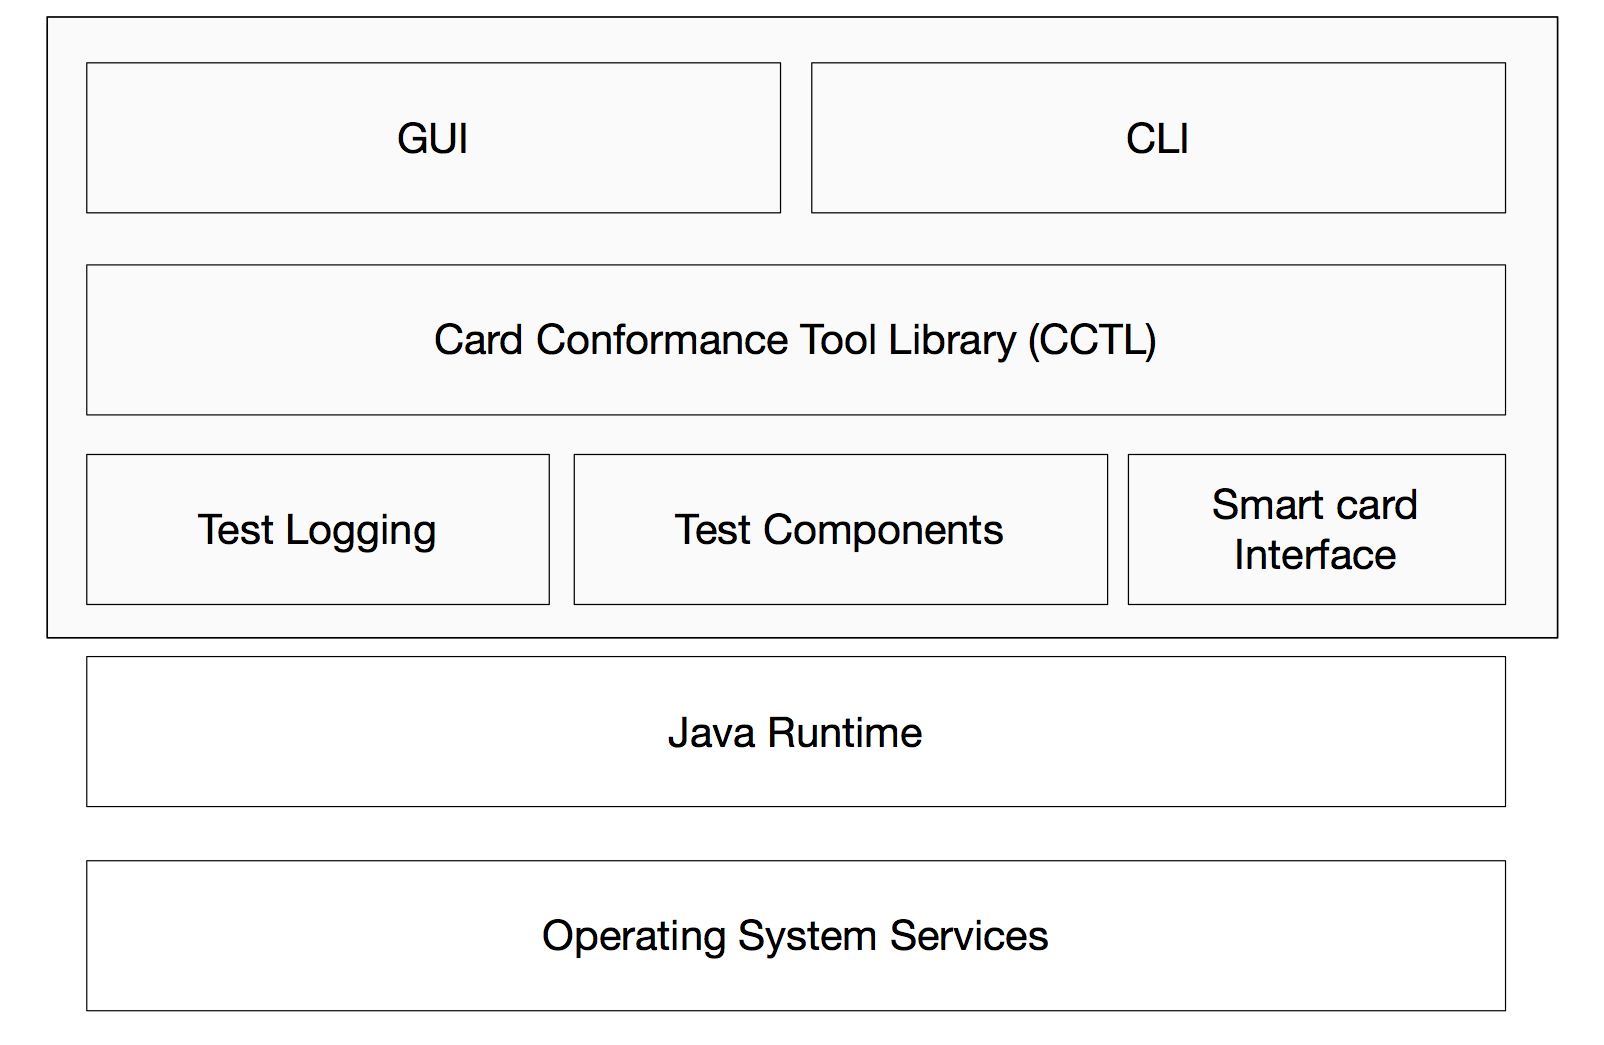 GUI
CLI
Card Conformance Tool Library (CCTL)
Test Logging
Test Components
Smart card
Interface
Java Runtime
Operating System Services